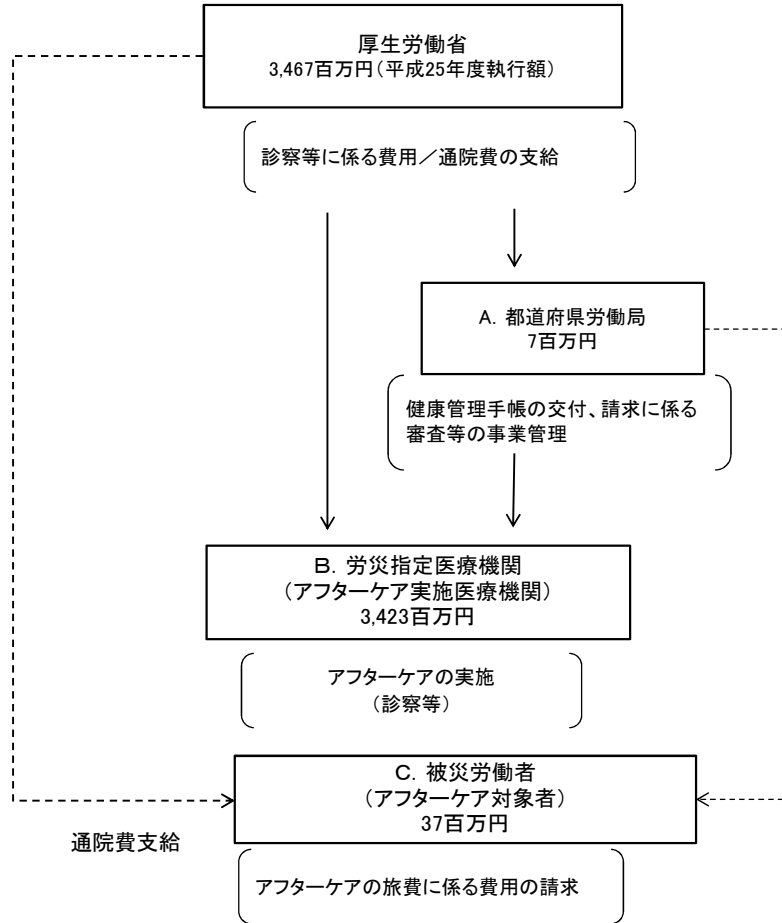 厚生労働省
3,467百万円（平成25年度執行額）
診察等に係る費用／通院費の支給
A．都道府県労働局
7百万円
健康管理手帳の交付、請求に係る
審査等の事業管理
B．労災指定医療機関
（アフターケア実施医療機関）
3,423百万円
アフターケアの実施
（診察等）
C．被災労働者
（アフターケア対象者）
37百万円
通院費支給
アフターケアの旅費に係る費用の請求